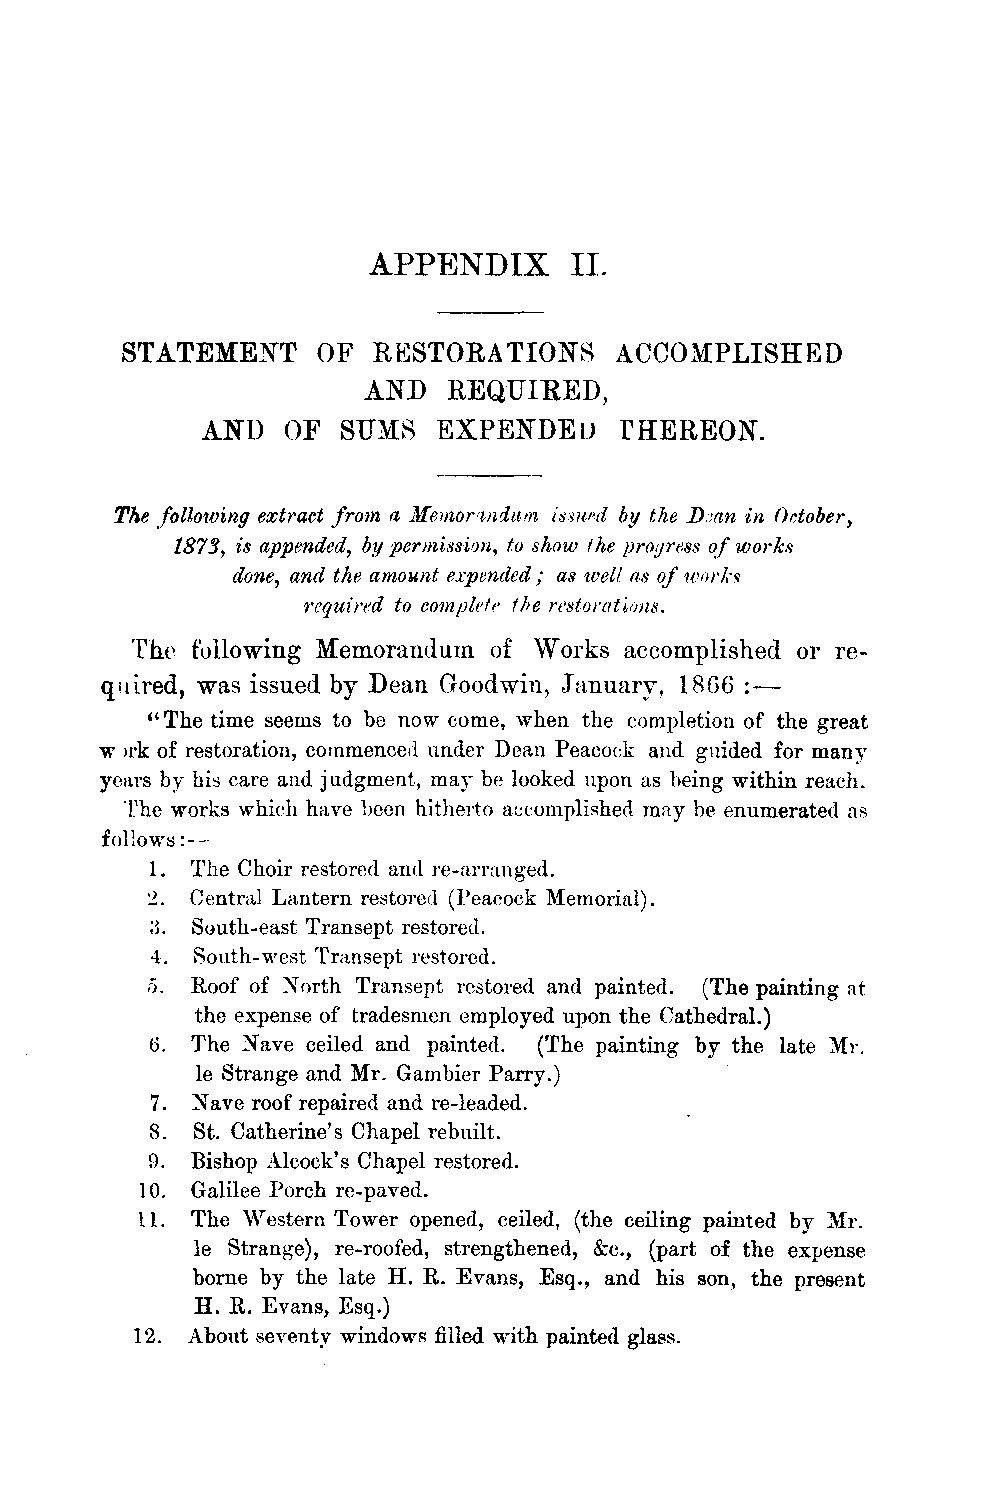 APPENDIX II.
STATEMENT OF RESTORATIONS ACCOMPLISHED
AND REQUIRED,
AND OF SUMS EXPENDED THEREON.
The following extract from a Memorandum issued by the Dean in October,
1873, is appended, by permission, to show the progress of works
done, and the amount expended; as well as of works
required to complete the restorations.
The following Memorandum of Works accomplished or re-
quired, was issued by Dean Goodwin, January, 1866 :—
"The time seems to be now come, when the completion of the great
work of restoration, commenced under Dean Peacock and guided for many
years by his care and judgment, may be looked upon as being within reach.
The works which have been hitherto accomplished may be enumerated as
follows:--
1. The Choir restored and re-arranged.
2. Central Lantern restored (Peacock Memorial).
3. South-east Transept restored.
4. South-west Transept restored.
5. Roof of North Transept restored and painted. (The painting at
the expense of tradesmen employed upon the Cathedral.)
6. The Nave ceiled and painted. (The painting by the late Mr.
le Strange and Mr. Gambier Parry.)
7. Nave roof repaired and re-leaded.
8. St. Catherine's Chapel rebuilt.
9. Bishop Alcock's Chapel restored.
10. Galilee Porch re-paved.
11. The Western Tower opened, ceiled, (the ceiling painted by Mr.
le Strange), re-roofed, strengthened, &c., (part of the expense
borne by the late H. R. Evans, Esq., and his son, the present
H. R. Evans, Esq.)
12. About seventy windows filled with painted glass.